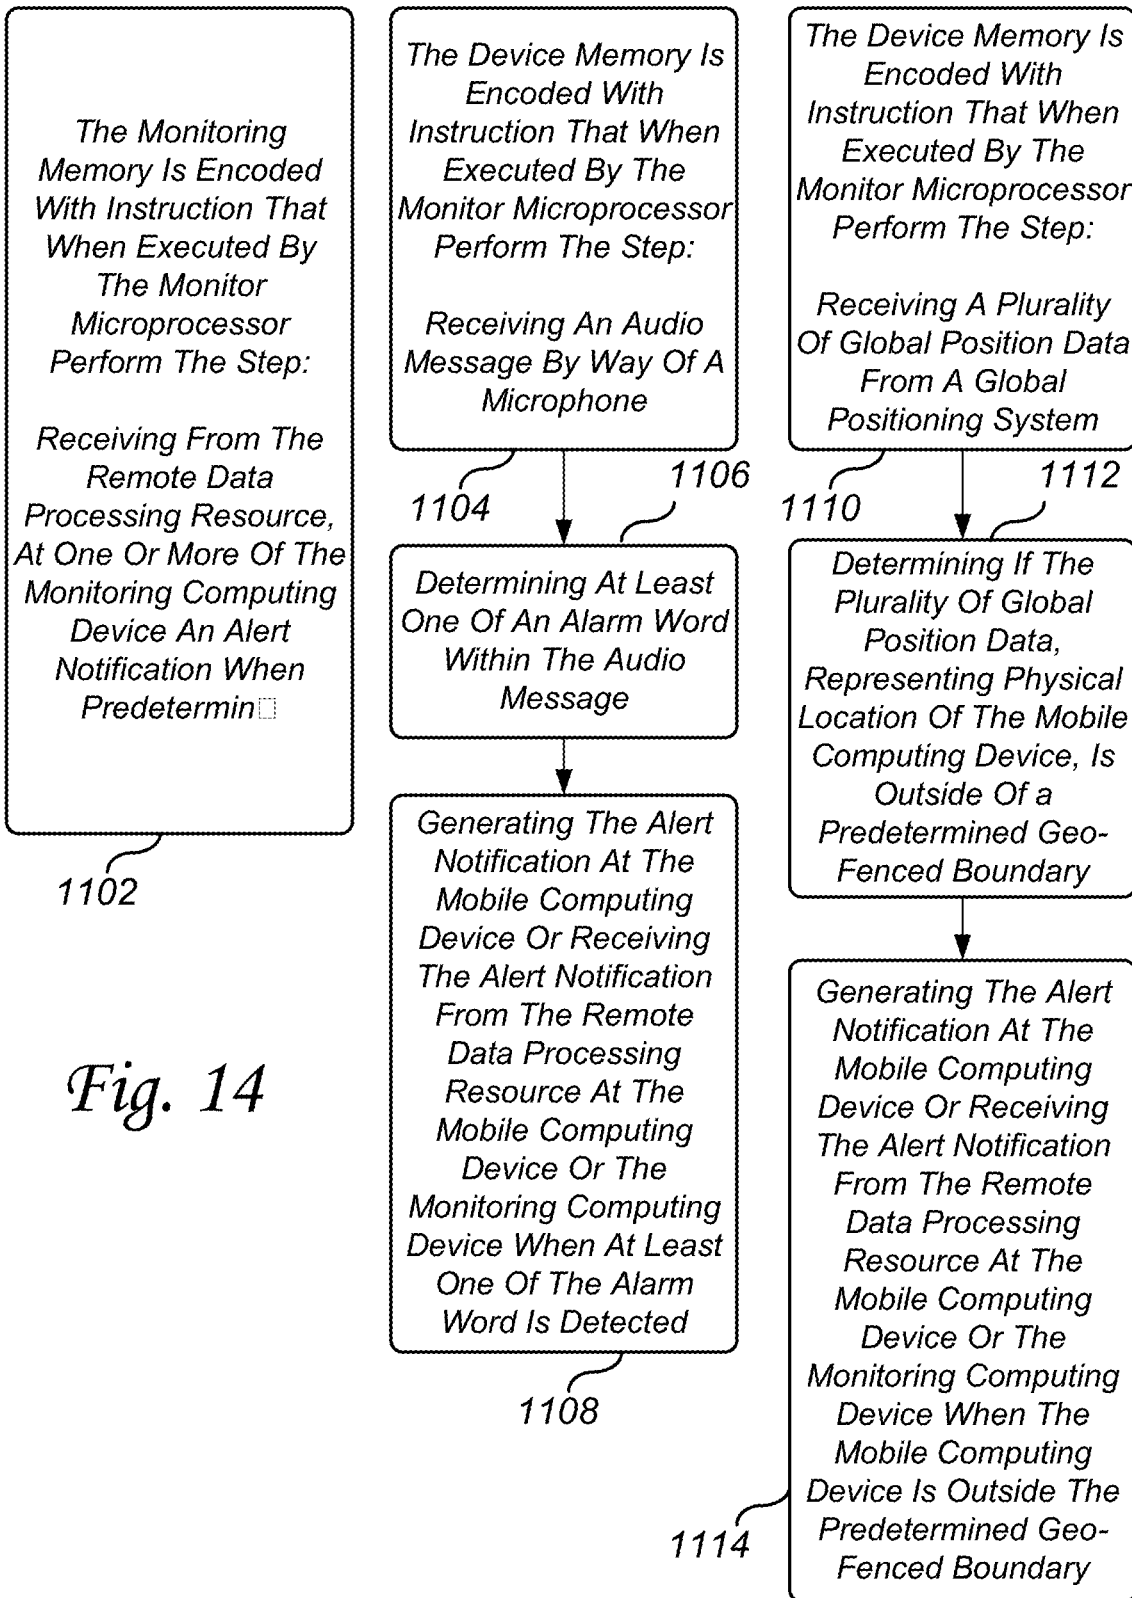 The Monitoring
Memory Is Encoded
With Instruction That
When Executed By
The Monitor
Microprocessor
Perform The Step:
Receiving From The
Remote Data
Processing Resource,
At One Or More Of The
Monitoring Computing
Device An Alert
Notification When
Predetermin
1102
The Device Memory Is
Encoded With
Instruction That When
Executed By The
Monitor Microprocessor
Perform The Step:
Receiving An Audio
Message By Way Of A
Microphone
1104
1106
Determining At Least
One Of An Alarm Word
Within The Audio
Message
Generating The Alert
Notification At The
Mobile Computing
Device Or Receiving
The Alert Notification
From The Remote
Data Processing
Resource At The
Mobile Computing
Device Or The
Monitoring Computing
Device When At Least
One Of The Alarm
Word Is Detected
1108
The Device Memory Is
Encoded With
Instruction That When
Executed By The
Monitor Microprocessor
Perform The Step:
Receiving A Plurality
Of Global Position Data
From A Global
Positioning System
1110
1112
Determining If The
Plurality Of Global
Position Data,
Representing Physical
Location Of The Mobile
Computing Device, Is
Outside Of a
Predetermined Geo-
Fenced Boundary
Generating The Alert
Notification At The
Mobile Computing
Device Or Receiving
The Alert Notification
From The Remote
Data Processing
Resource At The
Mobile Computing
Device Or The
Monitoring Computing
Device When The
Mobile Computing
Device Is Outside The
Predetermined Geo-
Fenced Boundary
1114
Fig. 14